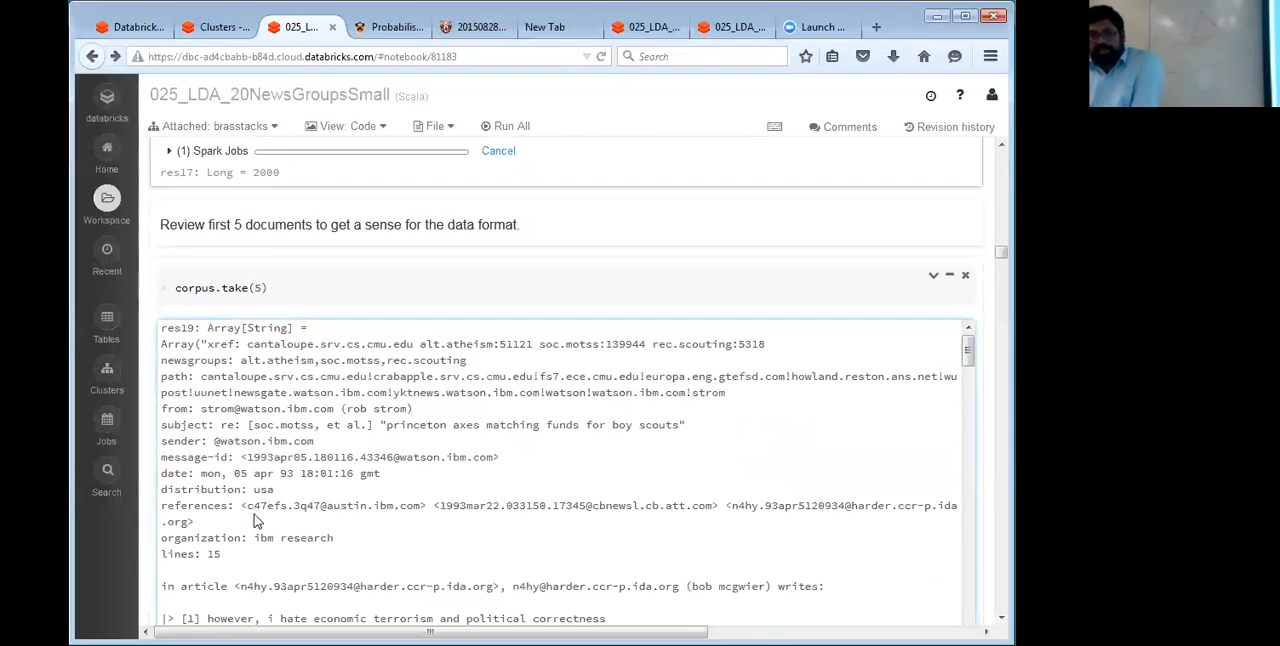 Databrick...
Clusters -...
025_L...
Probabilis...
20150828...
New Tab
025_LDA_...
025_LDA_...
Launch ...
https://dbc-ad4cbabb-b84d.cloud.databricks.com/#notebook/81183
Search
025_LDA_20NewsGroupsSmall (Scala)
Attached: brasstacks
View: Code
File
Run All
Comments
Revision history
databricks
Home
Workspace
Recent
Tables
Clusters
Jobs
Search
(1) Spark Jobs
Cancel
res17: Long = 2000
Review first 5 documents to get a sense for the data format.
corpus.take(5)
res19: Array[String] =
Array("xref: cantaloupe.srv.cs.cmu.edu alt.atheism:51121 soc.motss:139944 rec.scouting:5318
newsgroups: alt.atheism,soc.motss,rec.scouting
path: cantaloupe.srv.cs.cmu.edu!crabapple.srv.cs.cmu.edu!fs7.ece.cmu.edu!europa.eng.gtefsd.com!howland.reston.ans.net!wu
post!uunet!newsgate.watson.ibm.com!yktnews.watson.ibm.com!watson!watson.ibm.com!strom
from: strom@watson.ibm.com (rob strom)
subject: re: [soc.motss, et al.] "princeton axes matching funds for boy scouts"
sender: @watson.ibm.com
message-id: <1993apr05.180116.43346@watson.ibm.com>
date: mon, 05 apr 93 18:01:16 gmt
distribution: usa
references: <c47efs.3q47@austin.ibm.com> <1993mar22.033150.17345@cbnewsl.cb.att.com> <n4hy.93apr5120934@harder.ccr-p.ida
.org>
organization: ibm research
lines: 15
in article <n4hy.93apr5120934@harder.ccr-p.ida.org>, n4hy@harder.ccr-p.ida.org (bob mcgwier) writes:
|> [1] however, i hate economic terrorism and political correctness